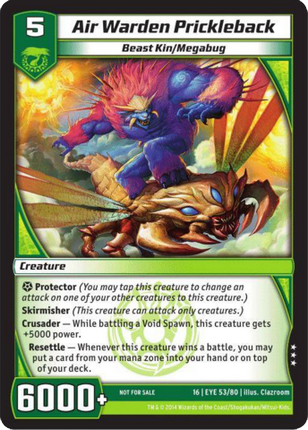 5
Air Warden Prickleback
Beast Kin/Megabug
Creature
Protector (You may tap this creature to change an
attack on one of your other creatures to this creature.)
Skirmisher (This creature can attack only creatures.)
Crusader — While battling a Void Spawn, this creature gets
+5000 power.
Resettle — Whenever this creature wins a battle, you may
put a card from your mana zone into your hand or on top
of your deck.
6000+
NOT FOR SALE
16 | EYE 53/80 | illus. Clazroom
TM & © 2014 Wizards of the Coast/Shogakukan/Mitsui-Kids